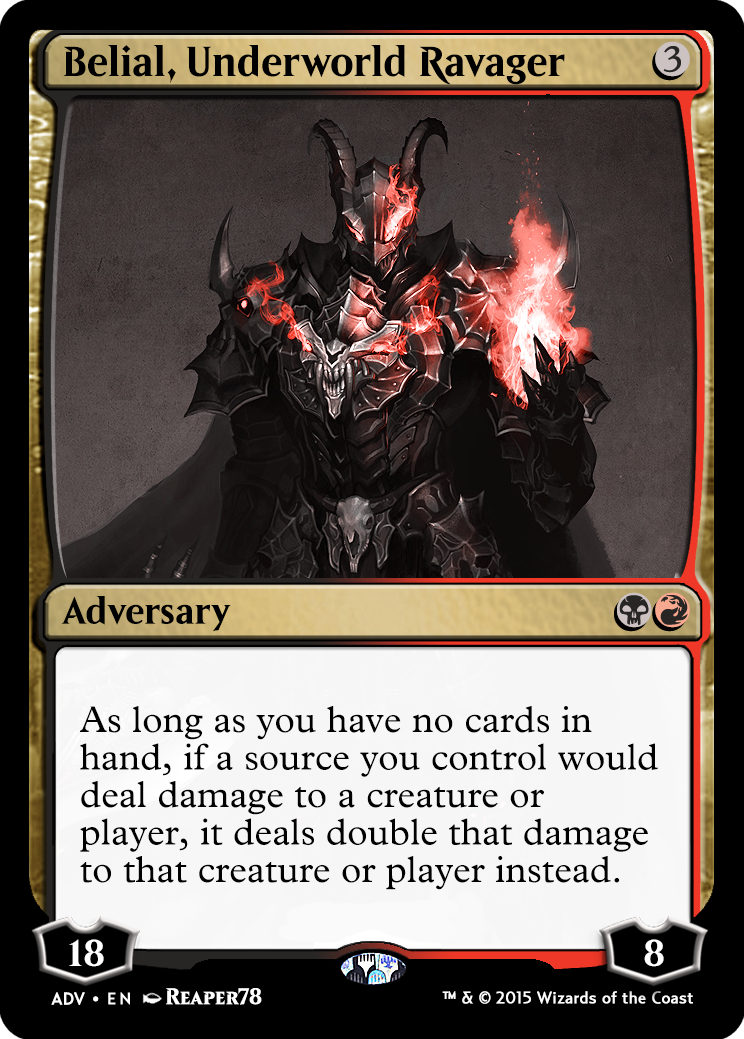 Belial, Underworld Ravager 3
Adversary
As long as you have no cards in
hand, if a source you control would
deal damage to a creature or
player, it deals double that damage
to that creature or player instead.
18
8
ADV • EN Reaper78
™ & © 2015 Wizards of the Coast